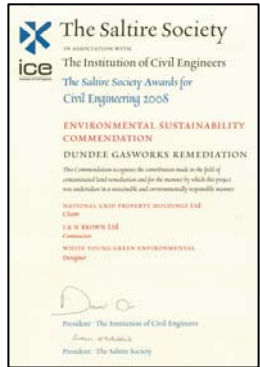 The Saltire Society
IN ASSOCIATION WITH
ice
The Institution of Civil Engineers
The Saltire Society Awards for
Civil Engineering 2008
ENVIRONMENTAL SUSTAINABILITY
COMMENDATION
DUNDEE GASWORKS REMEDIATION
This Commendation recognises the contribution made in the field of
contaminated land remediation and for the manner by which this project
was undertaken in a sustainable and environmentally responsible manner.
NATIONAL GRID PROPERTY HOLDINGS Ltd
Client
I & H BROWN Ltd
Contractor
WHITE YOUNG GREEN ENVIRONMENTAL
Designer
President - The Institution of Civil Engineers
President - The Saltire Society